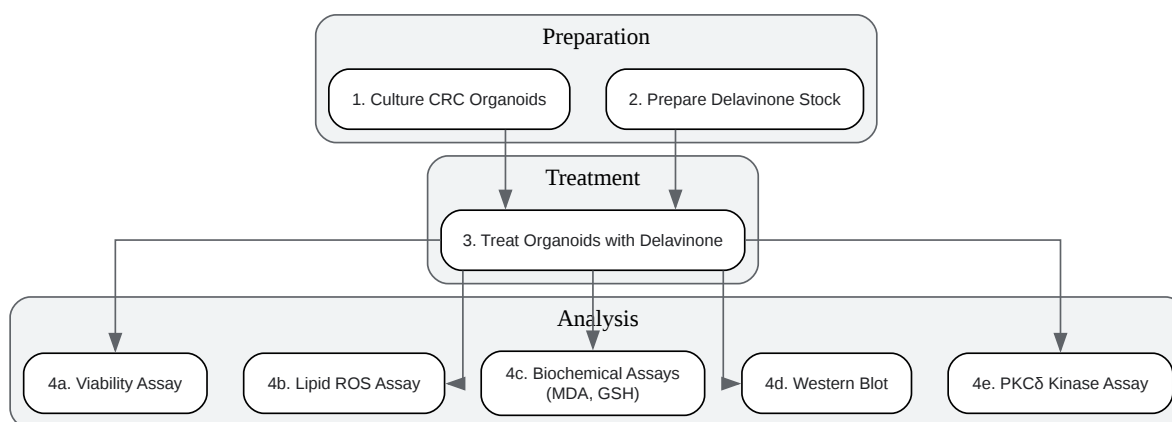 Preparation
1. Culture CRC Organoids
2. Prepare Delavinone Stock
Treatment
3. Treat Organoids with Delavinone
Analysis
4a. Viability Assay
4b. Lipid ROS Assay
4c. Biochemical Assays
(MDA, GSH)
4d. Western Blot
4e. PKCδ Kinase Assay